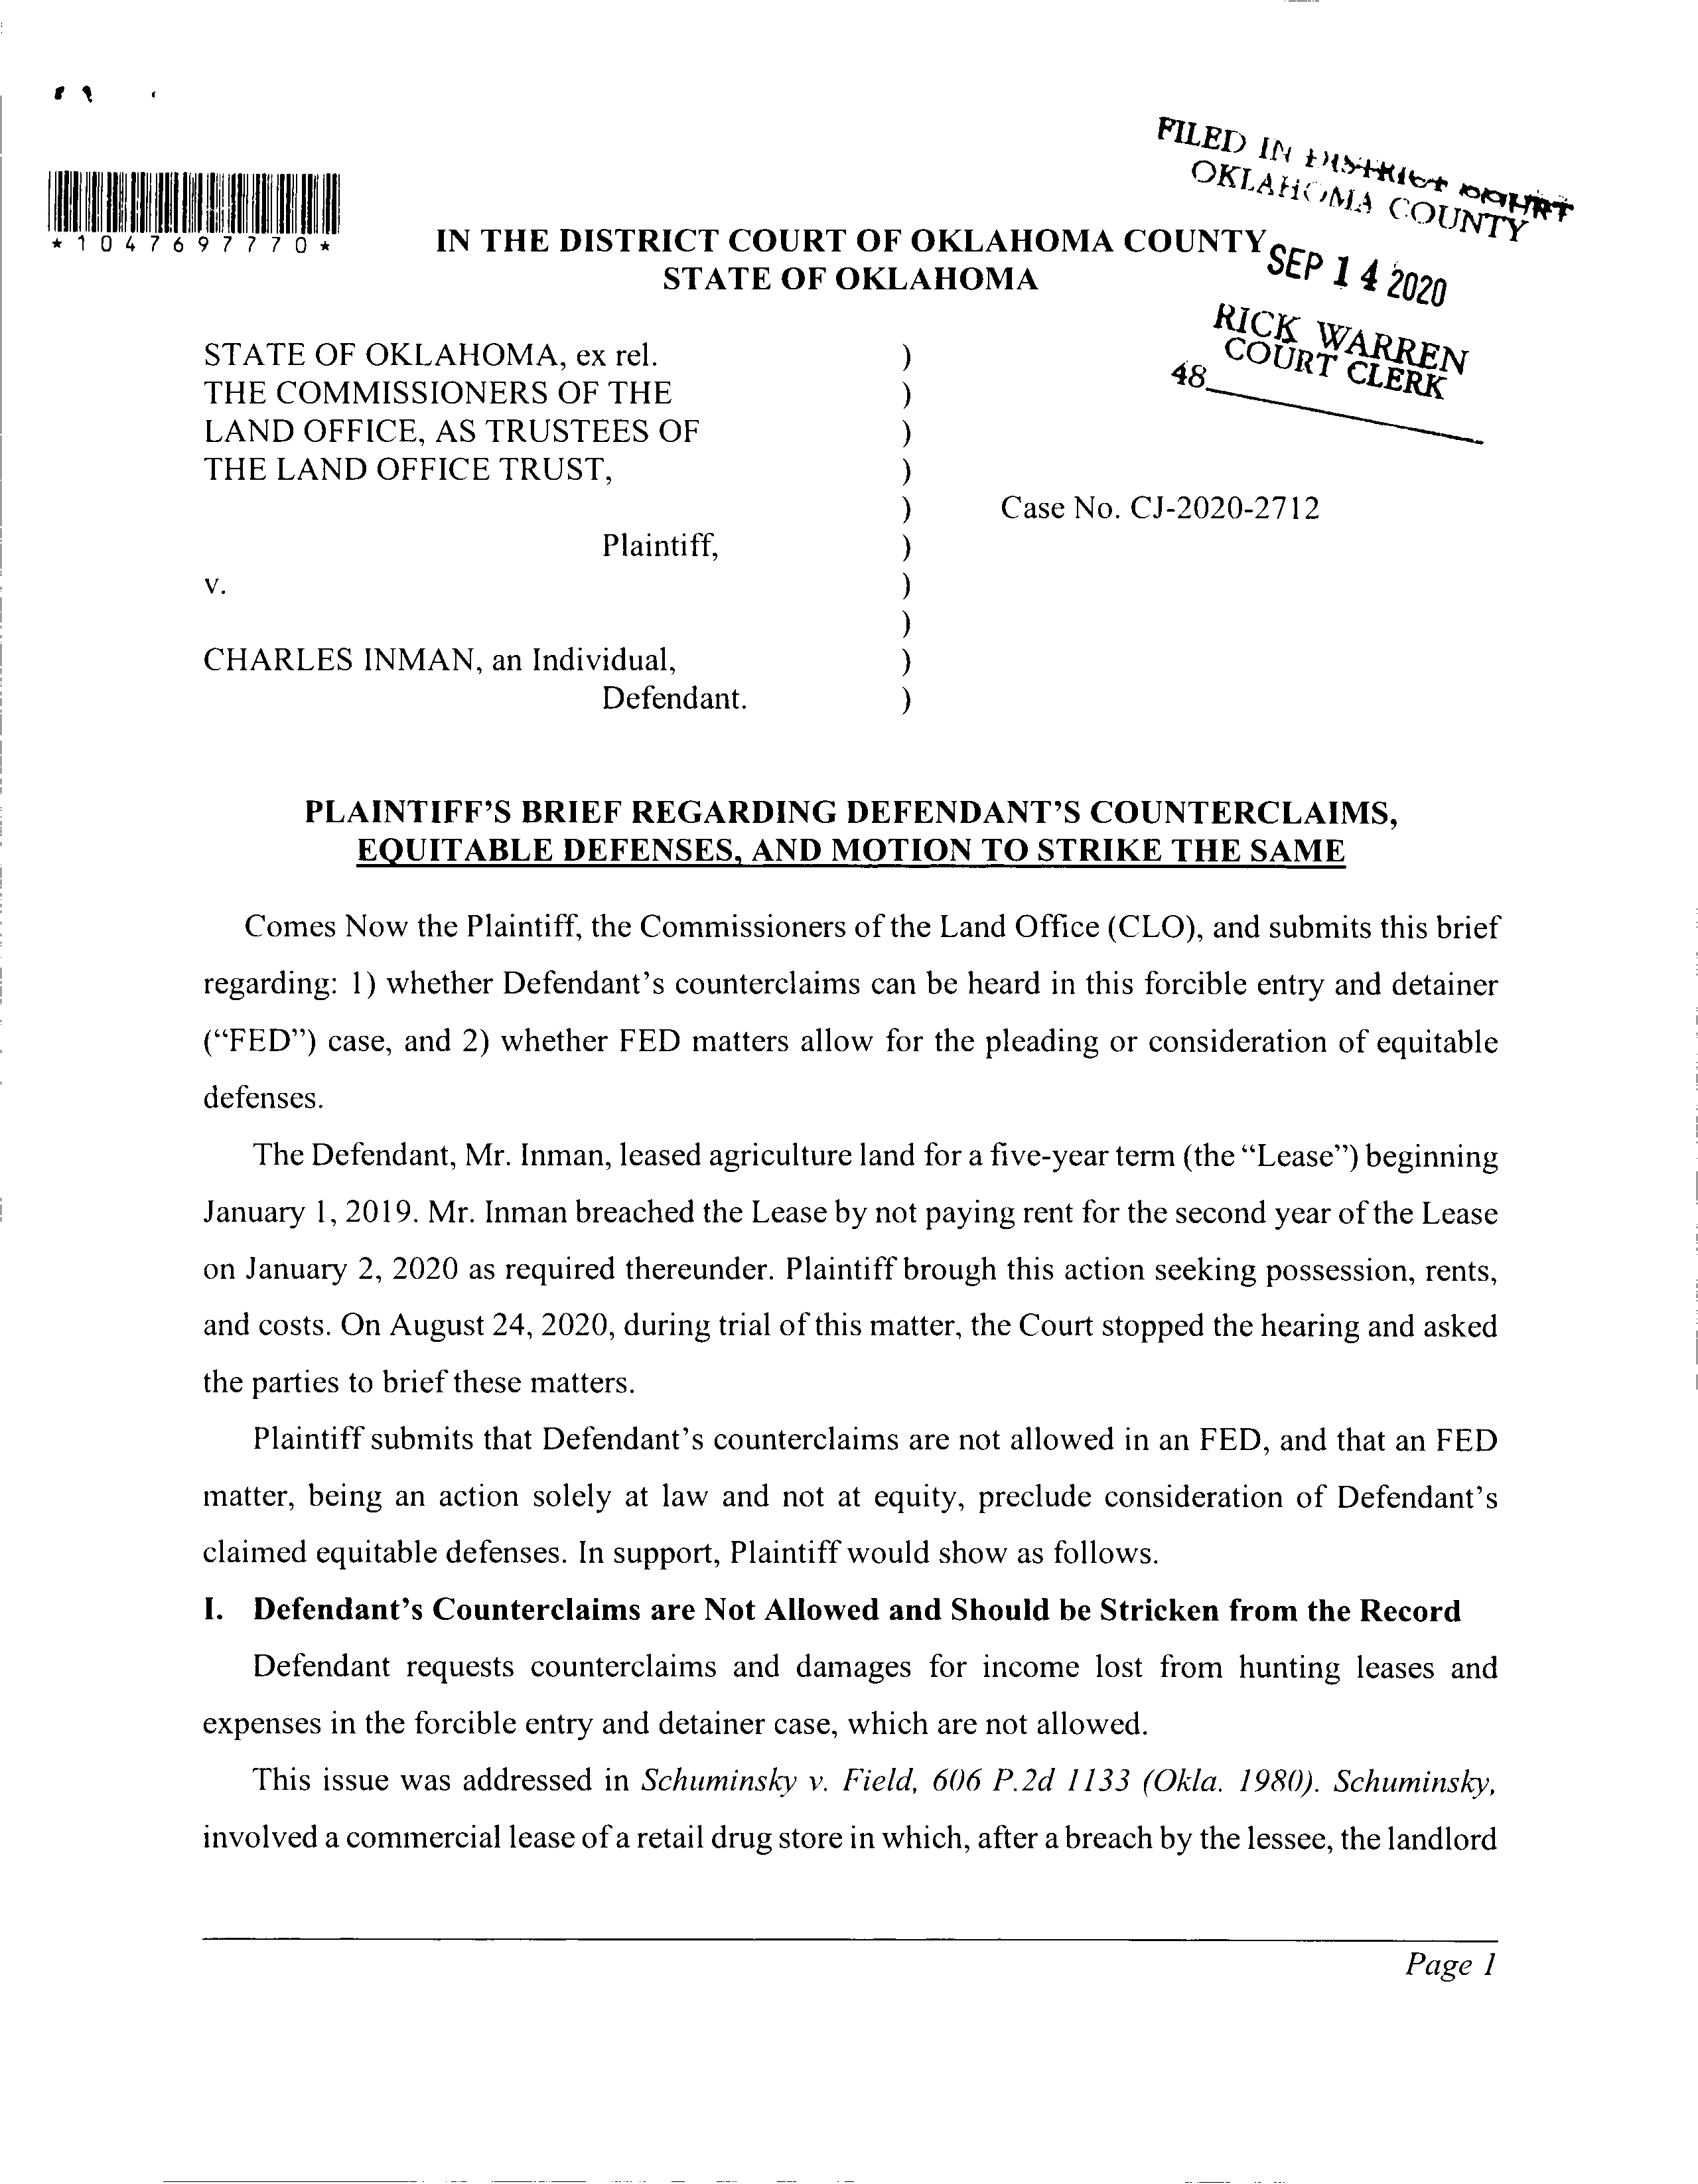 FILED IN DISTRICT COURT
OKLAHOMA COUNTY
*1047697770*
IN THE DISTRICT COURT OF OKLAHOMA COUNTY
SEP 14 2020
STATE OF OKLAHOMA
RICK WARREN
COURT CLERK
48
STATE OF OKLAHOMA, ex rel. )
THE COMMISSIONERS OF THE )
LAND OFFICE, AS TRUSTEES OF )
THE LAND OFFICE TRUST, )
) Case No. CJ-2020-2712
Plaintiff, )
v. )
)
CHARLES INMAN, an Individual, )
Defendant. )
PLAINTIFF'S BRIEF REGARDING DEFENDANT'S COUNTERCLAIMS,
EQUITABLE DEFENSES, AND MOTION TO STRIKE THE SAME
Comes Now the Plaintiff, the Commissioners of the Land Office (CLO), and submits this brief
regarding: 1) whether Defendant's counterclaims can be heard in this forcible entry and detainer
("FED") case, and 2) whether FED matters allow for the pleading or consideration of equitable
defenses.
The Defendant, Mr. Inman, leased agriculture land for a five-year term (the "Lease") beginning
January 1, 2019. Mr. Inman breached the Lease by not paying rent for the second year of the Lease
on January 2, 2020 as required thereunder. Plaintiff brough this action seeking possession, rents,
and costs. On August 24, 2020, during trial of this matter, the Court stopped the hearing and asked
the parties to brief these matters.
Plaintiff submits that Defendant's counterclaims are not allowed in an FED, and that an FED
matter, being an action solely at law and not at equity, preclude consideration of Defendant's
claimed equitable defenses. In support, Plaintiff would show as follows.
I. Defendant's Counterclaims are Not Allowed and Should be Stricken from the Record
Defendant requests counterclaims and damages for income lost from hunting leases and
expenses in the forcible entry and detainer case, which are not allowed.
This issue was addressed in Schuminsky v. Field, 606 P.2d 1133 (Okla. 1980). Schuminsky,
involved a commercial lease of a retail drug store in which, after a breach by the lessee, the landlord
Page 1